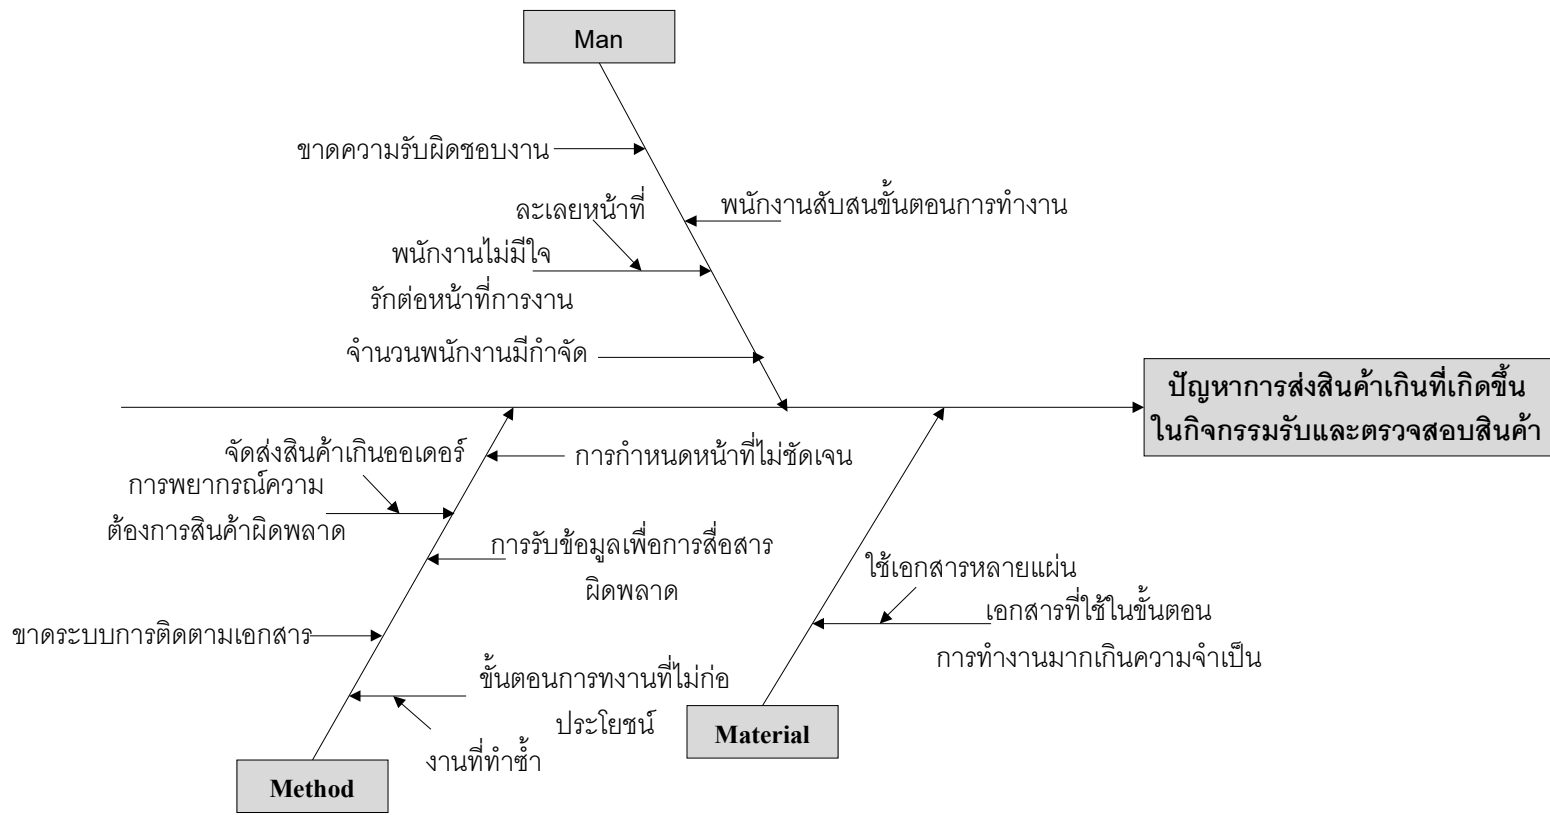 Man
ขาดความรับผิดชอบงาน
ละเลยหน้าที่
พนักงานสับสนขั้นตอนการทำงาน
พนักงานไม่มีใจ
รักต่อหน้าที่การงาน
จำนวนพนักงานมีกำจัด
ปัญหาการส่งสินค้าเกินที่เกิดขึ้น
ในกิจกรรมรับและตรวจสอบสินค้า
จัดส่งสินค้าเกินออเดอร์
การกำหนดหน้าที่ไม่ชัดเจน
การพยากรณ์ความ
ต้องการสินค้าผิดพลาด
การรับข้อมูลเพื่อการสื่อสาร
ผิดพลาด
ใช้เอกสารหลายแผ่น
เอกสารที่ใช้ในขั้นตอน
การทำงานมากเกินความจำเป็น
ขาดระบบการติดตามเอกสาร
ขั้นตอนการทงานที่ไม่ก่อ
ประโยชน์
งานที่ทำซ้ำ
Material
Method